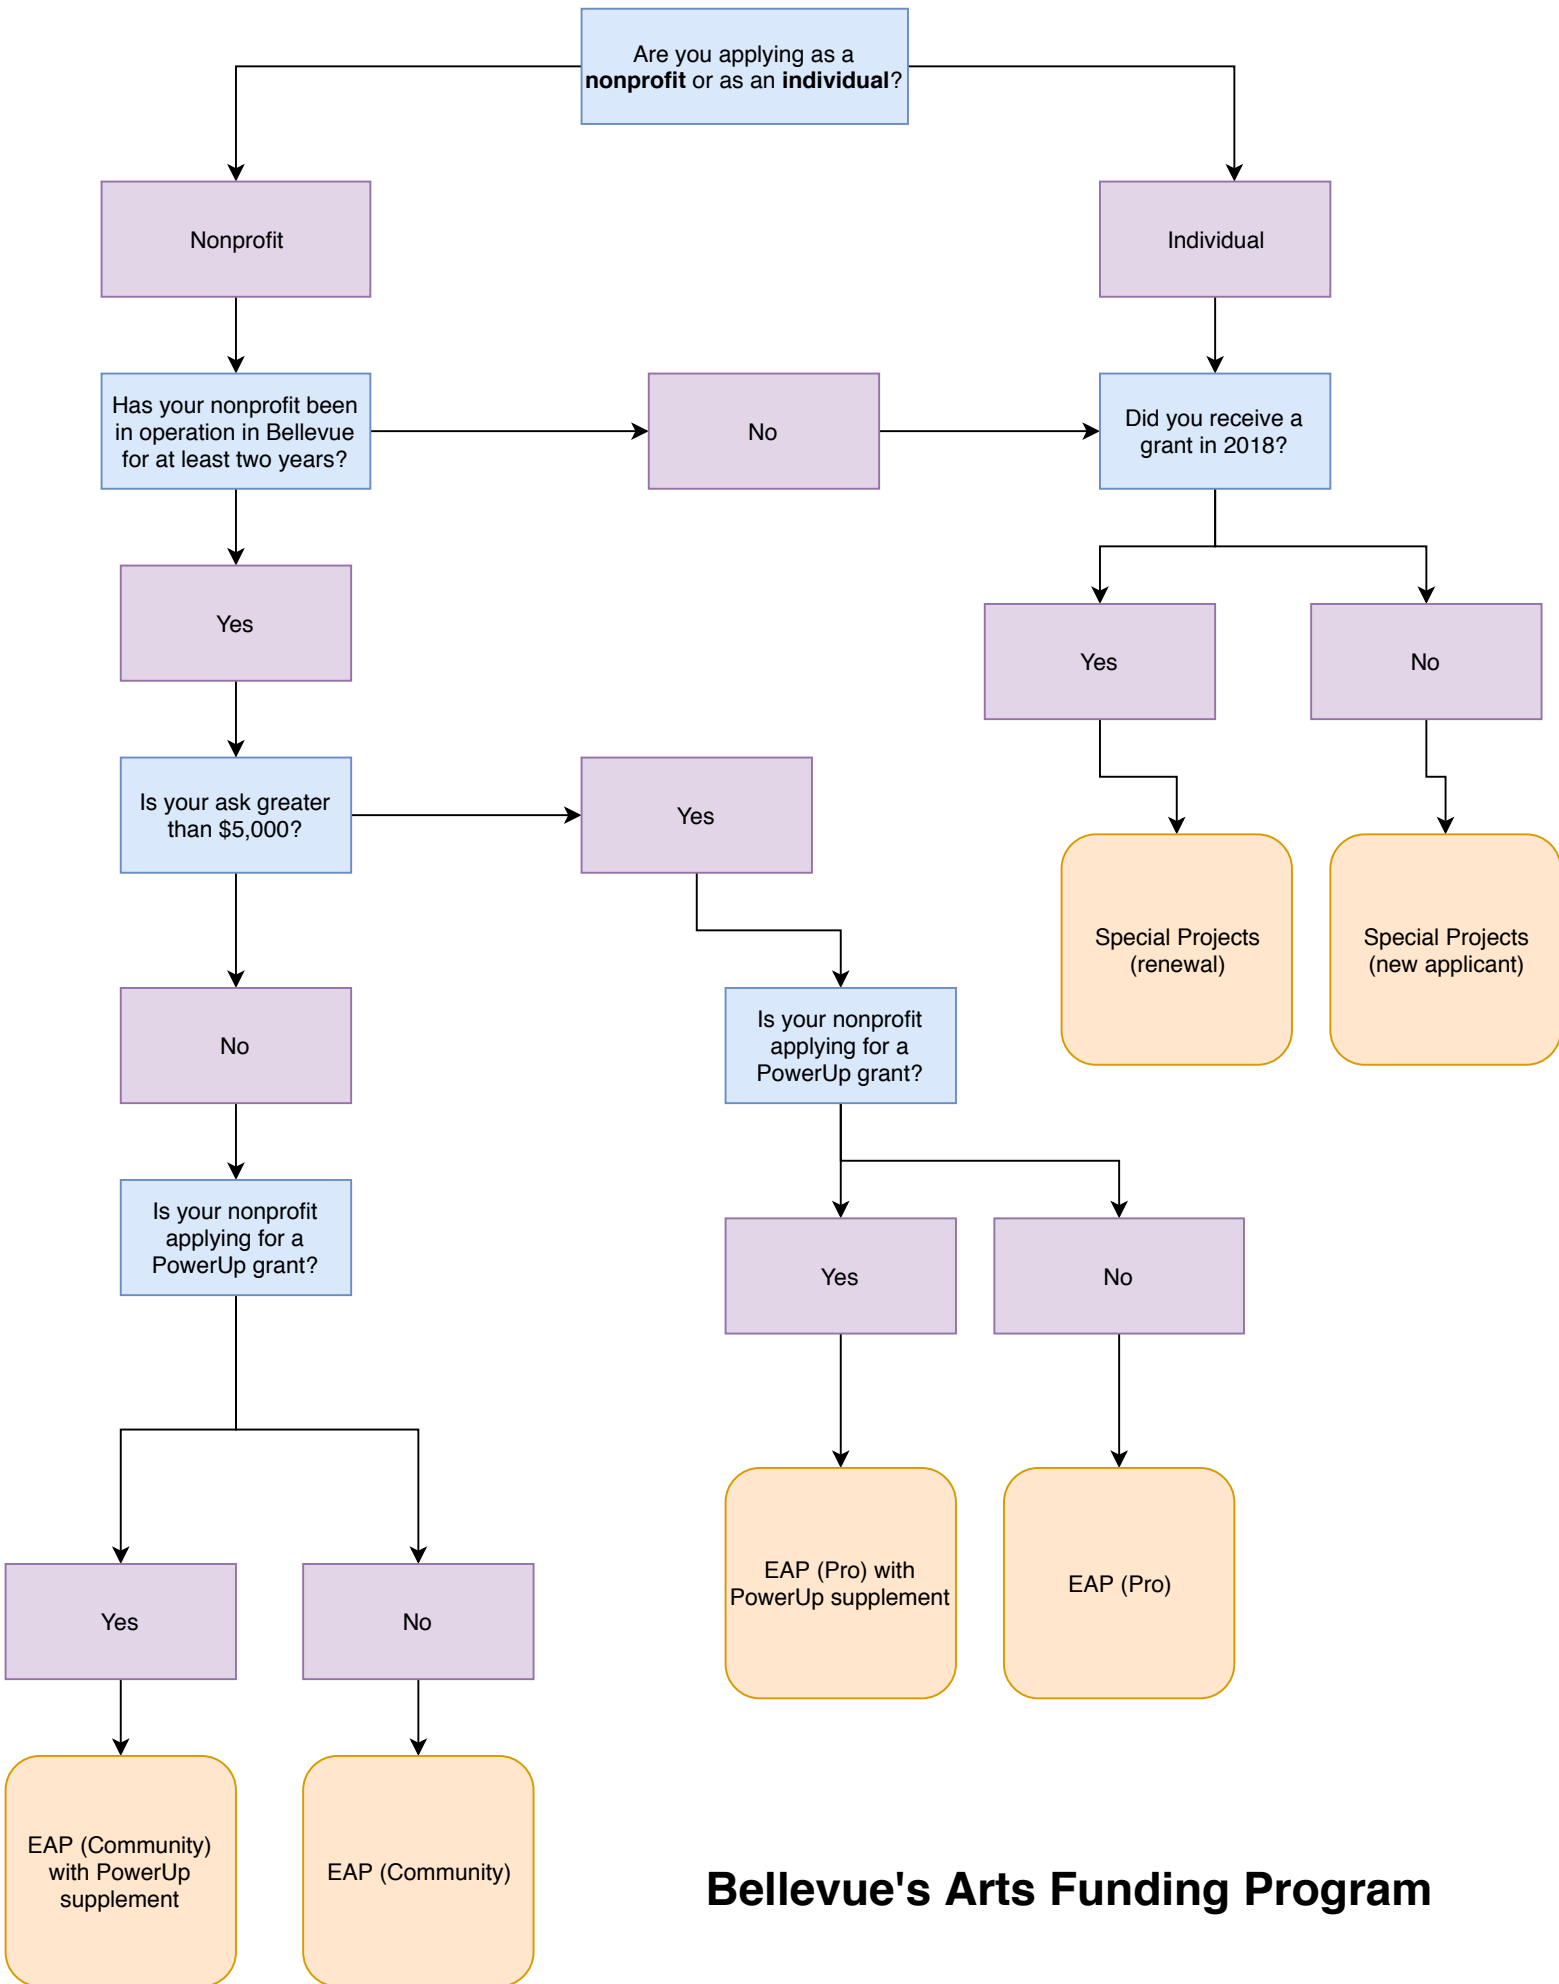 Are you applying as a
nonprofit or as an individual?
Nonprofit
Individual
Has your nonprofit been
in operation in Bellevue
for at least two years?
No
Did you receive a
grant in 2018?
Yes
Yes
No
Is your ask greater
than $5,000?
Yes
Special Projects
(renewal)
Special Projects
(new applicant)
No
Is your nonprofit
applying for a
PowerUp grant?
Is your nonprofit
applying for a
PowerUp grant?
Yes
No
EAP (Pro) with
PowerUp supplement
EAP (Pro)
Yes
No
EAP (Community)
with PowerUp
supplement
EAP (Community)
Bellevue's Arts Funding Program